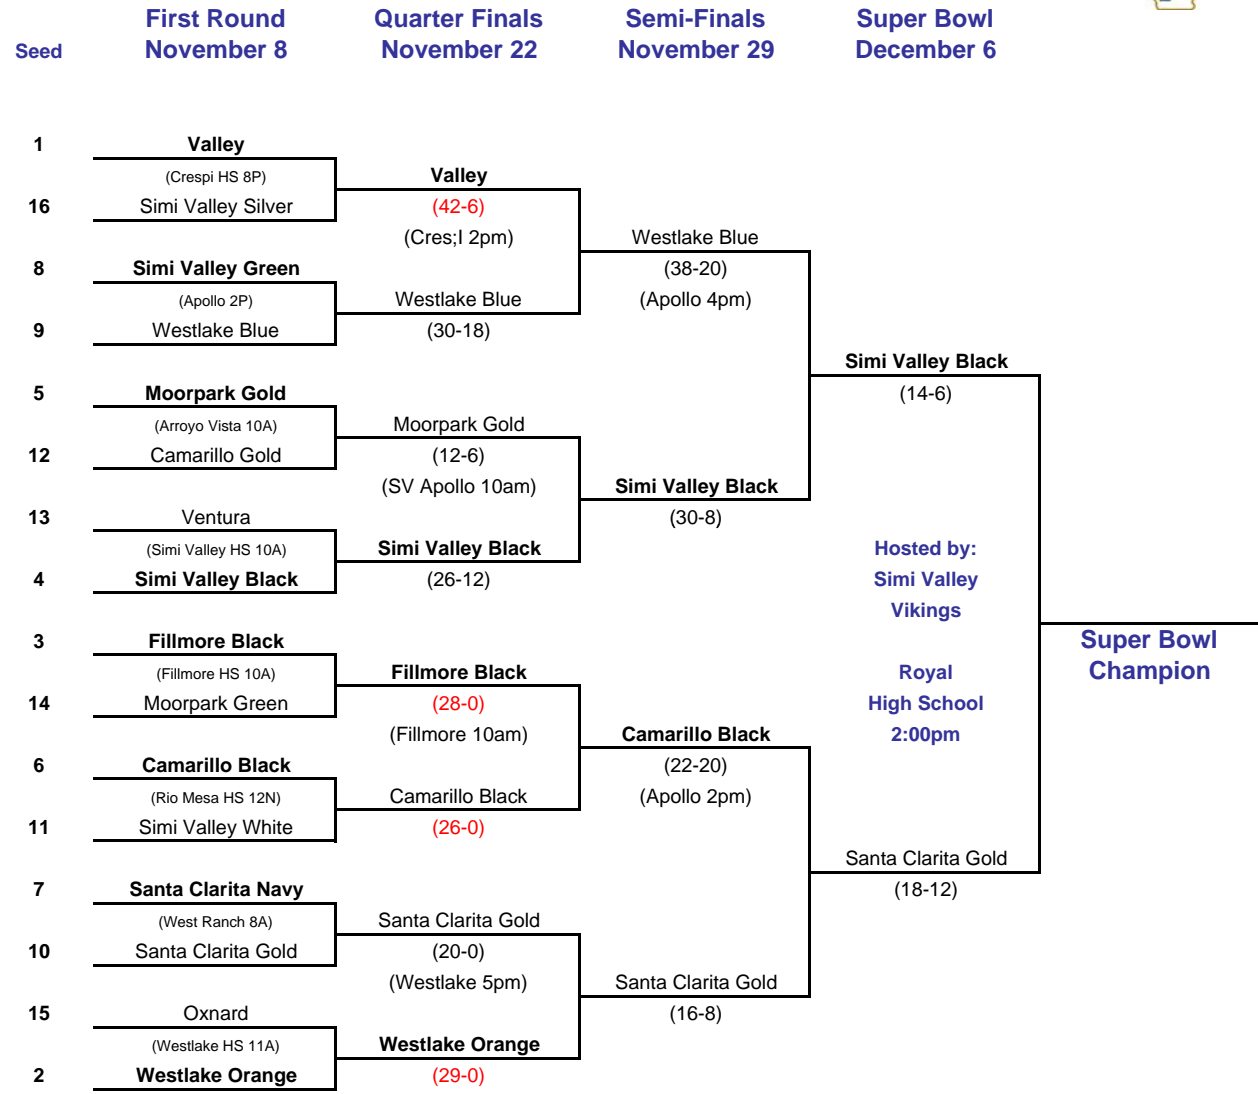 First Round Quarter Finals Semi-Finals Super Bowl
Seed November 8 November 22 November 29 December 6
1 Valley
(Crespi HS 8P) Valley
16 Simi Valley Silver (42-6)
(Cres;I 2pm) Westlake Blue
8 Simi Valley Green (38-20)
(Apollo 2P) Westlake Blue (Apollo 4pm)
9 Westlake Blue (30-18)
Simi Valley Black
5 Moorpark Gold (14-6)
(Arroyo Vista 10A) Moorpark Gold
12 Camarillo Gold (12-6)
(SV Apollo 10am) Simi Valley Black
13 Ventura (30-8)
(Simi Valley HS 10A) Simi Valley Black Hosted by:
4 Simi Valley Black (26-12) Simi Valley
Vikings
3 Fillmore Black Super Bowl
(Fillmore HS 10A) Fillmore Black Royal Champion
14 Moorpark Green (28-0) High School
(Fillmore 10am) Camarillo Black 2:00pm
6 Camarillo Black (22-20)
(Rio Mesa HS 12N) Camarillo Black (Apollo 2pm)
11 Simi Valley White (26-0)
Santa Clarita Gold
7 Santa Clarita Navy (18-12)
(West Ranch 8A) Santa Clarita Gold
10 Santa Clarita Gold (20-0)
(Westlake 5pm) Santa Clarita Gold
15 Oxnard (16-8)
(Westlake HS 11A) Westlake Orange
2 Westlake Orange (29-0)